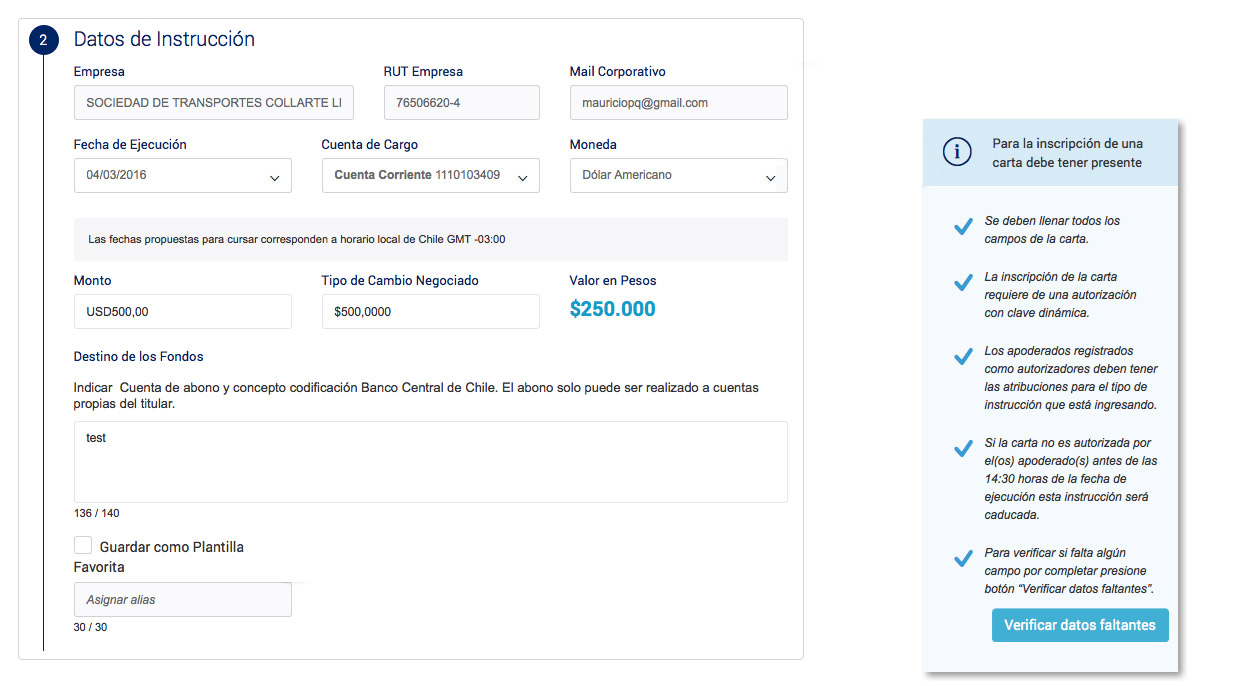 2 Datos de Instrucción
Empresa RUT Empresa Mail Corporativo
SOCIEDAD DE TRANSPORTES COLLARTE LI 76506620-4 mauriciopq@gmail.com
Fecha de Ejecución Cuenta de Cargo Moneda
04/03/2016 Cuenta Corriente 1110103409 Dólar Americano
Las fechas propuestas para cursar corresponden a horario local de Chile GMT -03:00
Monto Tipo de Cambio Negociado Valor en Pesos
USD500,00 $500,0000 $250.000
Destino de los Fondos
Indicar Cuenta de abono y concepto codificación Banco Central de Chile. El abono solo puede ser realizado a cuentas
propias del titular.
test
136 / 140
Guardar como Plantilla
Favorita
Asignar alias
30 / 30
i Para la inscripción de una
carta debe tener presente
Se deben llenar todos los
campos de la carta.
La inscripción de la carta
requiere de una autorización
con clave dinámica.
Los apoderados registrados
como autorizadores deben tener
las atribuciones para el tipo de
instrucción que está ingresando.
Si la carta no es autorizada por
el(os) apoderado(s) antes de las
14:30 horas de la fecha de
ejecución esta instrucción será
caducada.
Para verificar si falta algún
campo por completar presione
botón “Verificar datos faltantes”.
Verificar datos faltantes